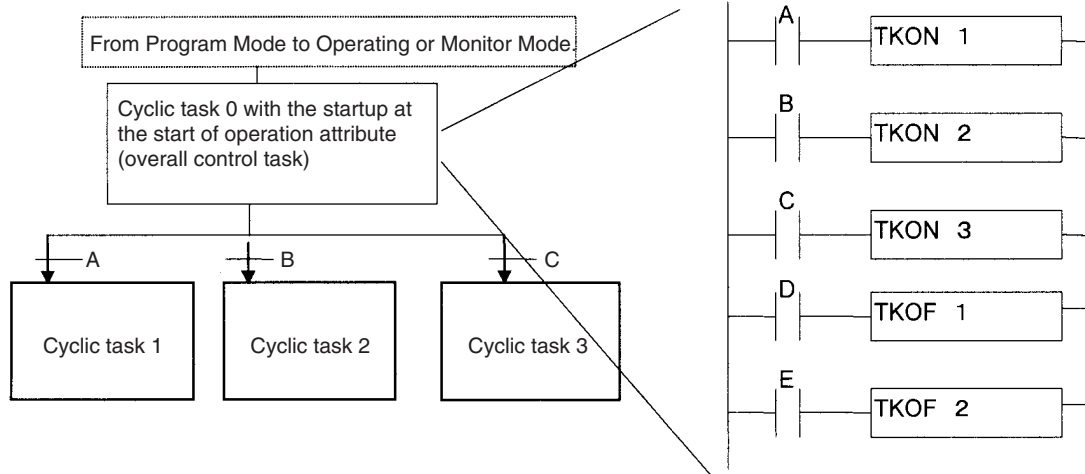 From Program Mode to Operating or Monitor Mode.
Cyclic task 0 with the startup at
the start of operation attribute
(overall control task)
A
B
C
Cyclic task 1
Cyclic task 2
Cyclic task 3
A
TKON 1
B
TKON 2
C
TKON 3
D
TKOF 1
E
TKOF 2